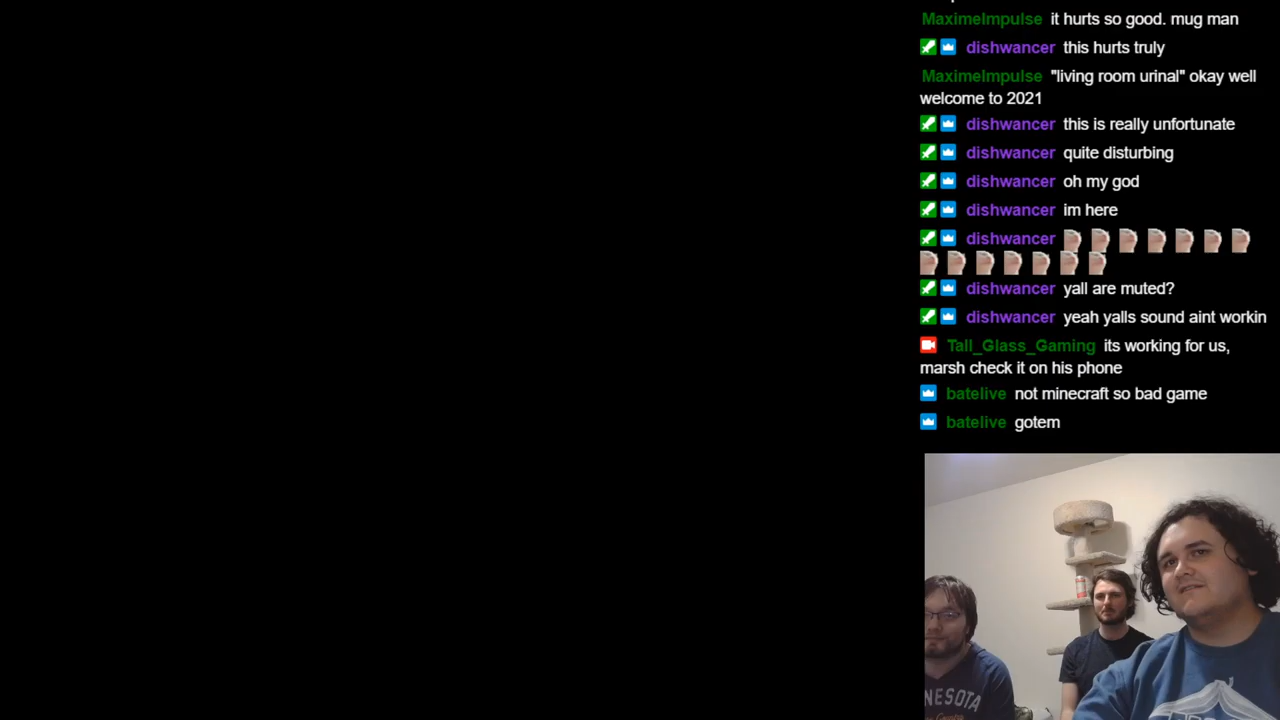 MaximeImpulse it hurts so good. mug man
dishwancer this hurts truly
MaximeImpulse "living room urinal" okay well
welcome to 2021
dishwancer this is really unfortunate
dishwancer quite disturbing
dishwancer oh my god
dishwancer im here
dishwancer
dishwancer yall are muted?
dishwancer yeah yalls sound aint workin
Tall_Glass_Gaming its working for us,
marsh check it on his phone
batelive not minecraft so bad game
batelive gotem
NESOTA